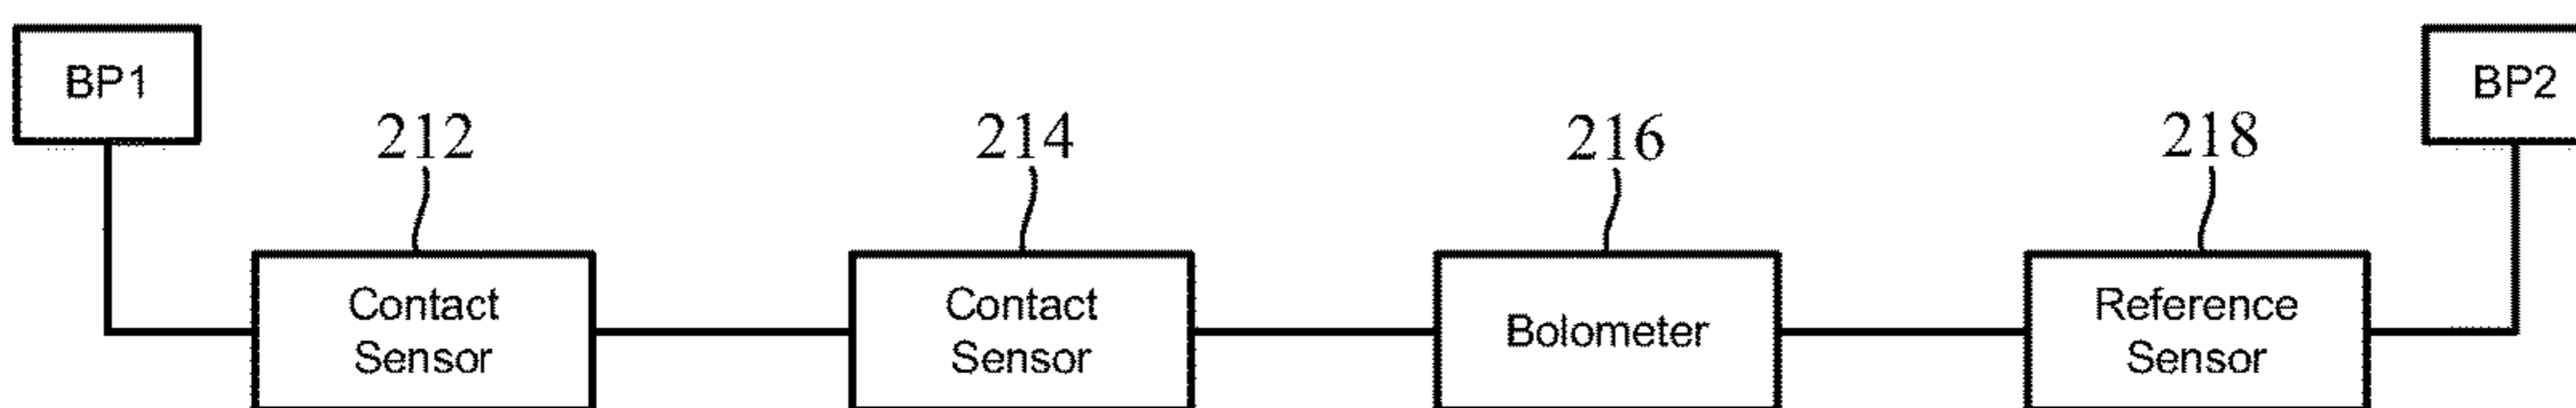 BP1
BP2
212
214
216
218
Contact
Sensor
Contact
Sensor
Bolometer
Reference
Sensor